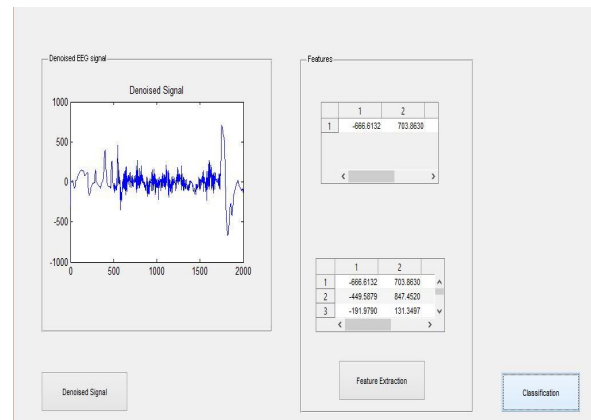 Denoised EEG signal
Denoised Signal
1000
500
0
-500
-1000
0 500 1000 1500 2000
Denoised Signal
Features
1 2
1 -666.6132 703.8630
1 2
1 -666.6132 703.8630
2 -449.5879 847.4520
3 -191.9790 131.3497
Feature Extraction
Classification